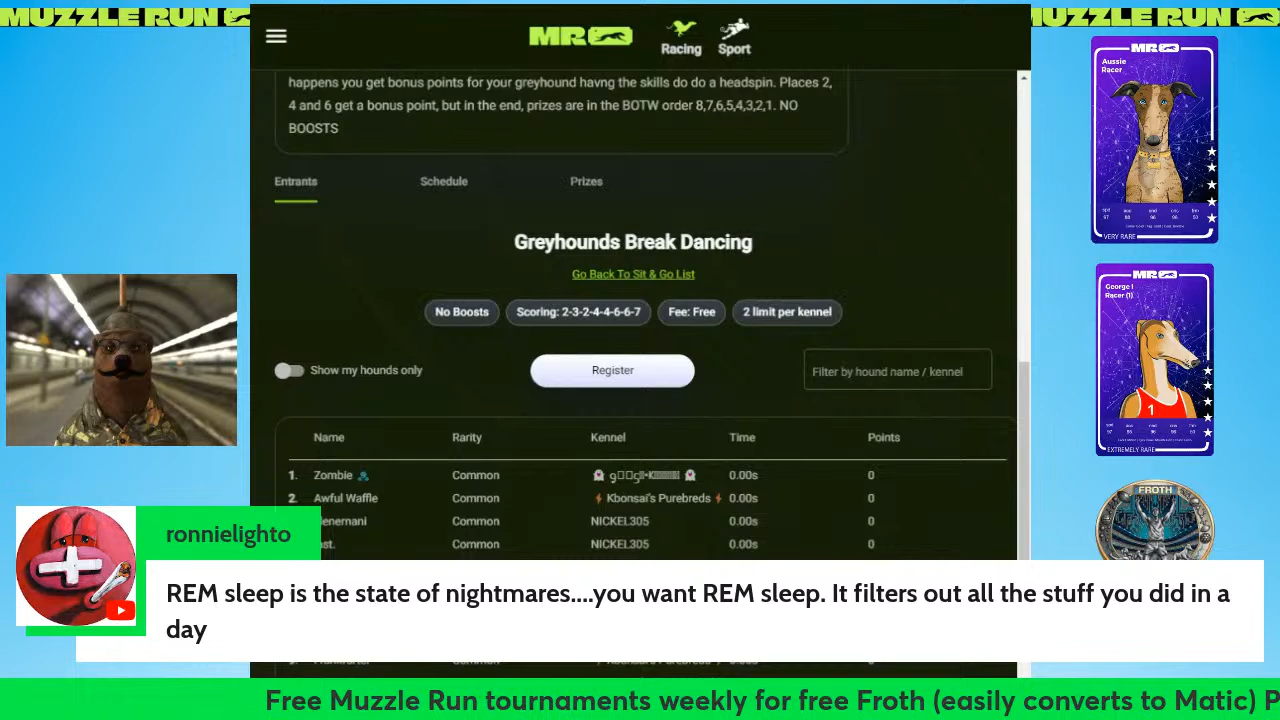 MUZZLE RUN
MUZZLE RUN
MR
Racing
Sport
happens you get bonus points for your greyhound havng the skills do do a headspin. Places 2,
4 and 6 get a bonus point, but in the end, prizes are in the BOTW order 8,7,6,5,4,3,2,1. NO
BOOSTS
Entrants
Schedule
Prizes
Greyhounds Break Dancing
Go Back To Sit & Go List
No Boosts
Scoring: 2-3-2-4-4-6-6-7
Fee: Free
2 limit per kennel
Show my hounds only
Register
Filter by hound name / kennel
Name Rarity Kennel Time Points
1. Zombie Common 0.00s 0
2. Awful Waffle Common Kbonsai's Purebreds 0.00s 0
Common NICKEL305 0.00s 0
Common NICKEL305 0.00s 0
MR
Aussie
Racer
97
VERY RARE
MR
George I
Racer (1)
1
97
EXTREMELY RARE
FROTH
ronnielighto
REM sleep is the state of nightmares....you want REM sleep. It filters out all the stuff you did in a
day
Free Muzzle Run tournaments weekly for free Froth (easily converts to Matic) P